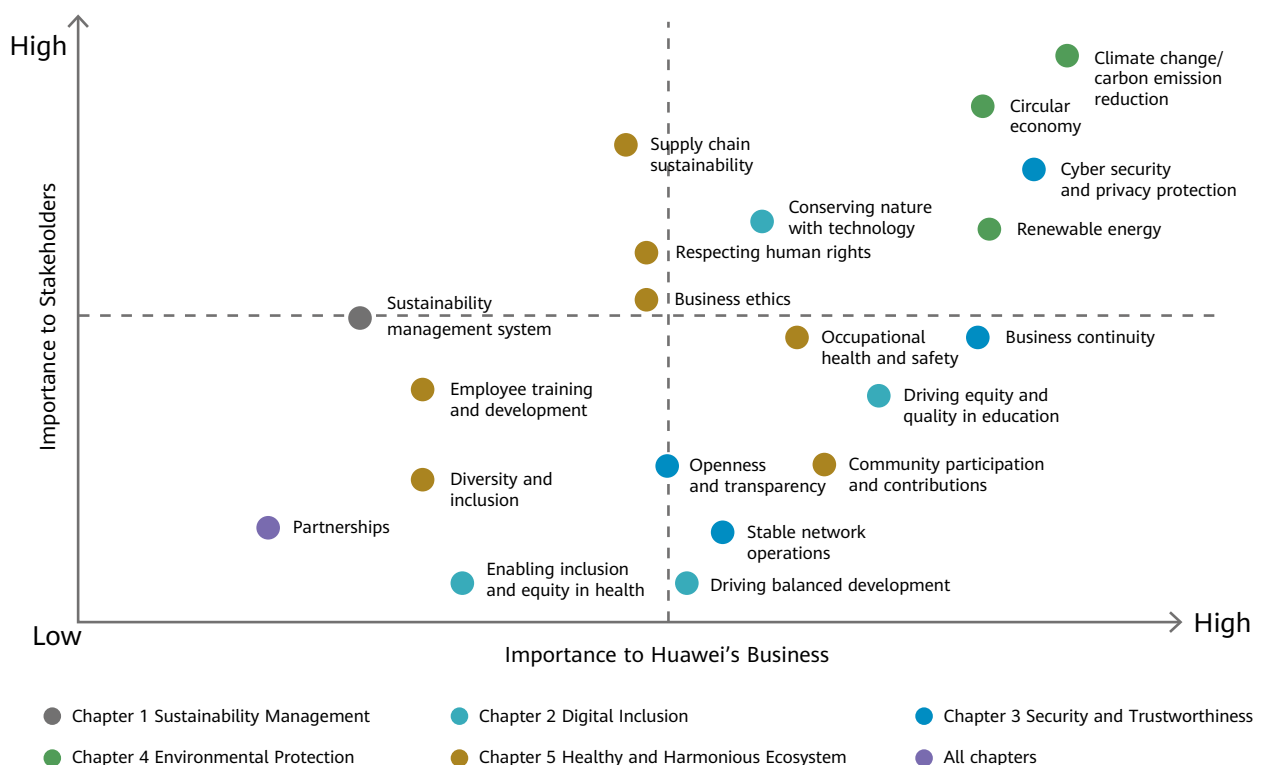 High
Climate change/
carbon emission
reduction
Circular
economy
Supply chain
sustainability
Cyber security
and privacy protection
Conserving nature
with technology
Renewable energy
Respecting human rights
Business ethics
Sustainability
management system
Importance to Stakeholders
Occupational
health and safety
Business continuity
Employee training
and development
Driving equity and
quality in education
Openness
and transparency
Community participation
and contributions
Diversity and
inclusion
Partnerships
Stable network
operations
Enabling inclusion
and equity in health
Driving balanced development
Low
High
Importance to Huawei’s Business
Chapter 1 Sustainability Management
Chapter 2 Digital Inclusion
Chapter 3 Security and Trustworthiness
Chapter 4 Environmental Protection
Chapter 5 Healthy and Harmonious Ecosystem
All chapters